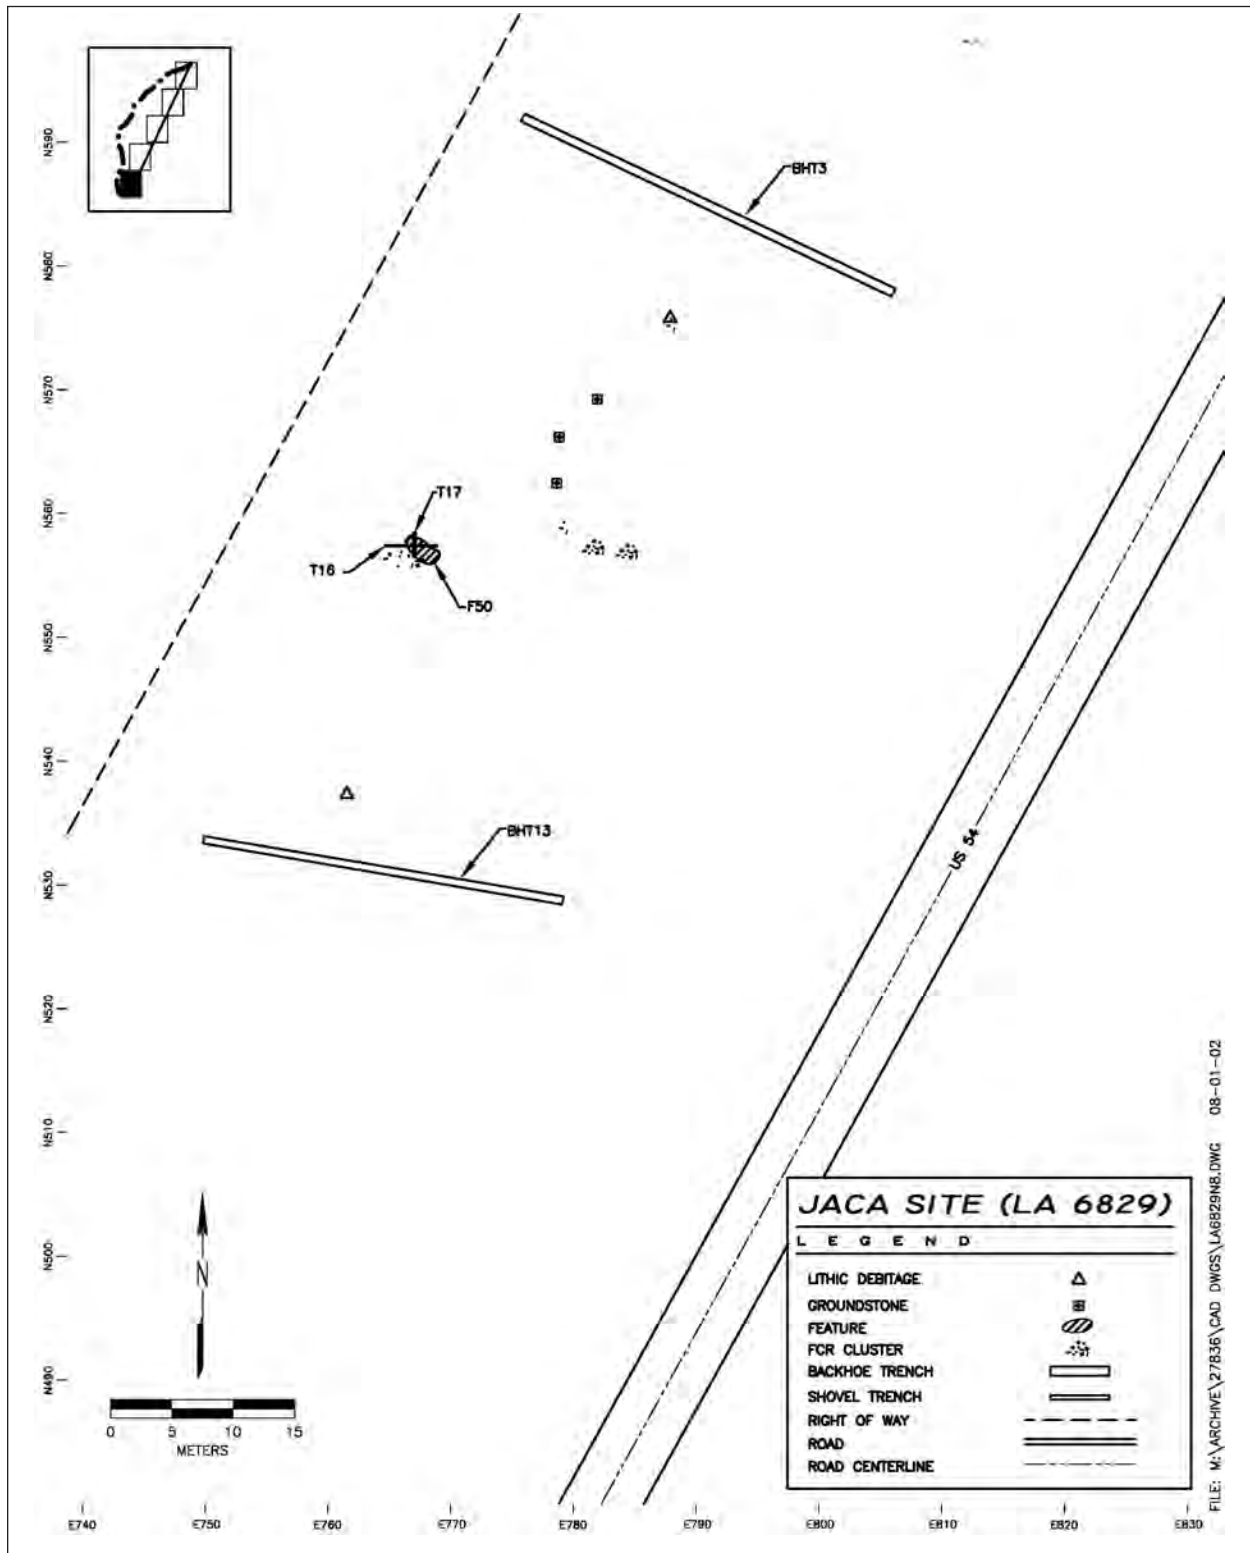 BHT3
T17
T16
F50
BHT13
US 54
N590
N580
N570
N560
N550
N540
N530
N520
N510
N500
N490
N
0 5 10 15
METERS
JACA SITE (LA 6829)
LEGEND
LITHIC DEBITAGE
GROUNDSTONE
FEATURE
FCR CLUSTER
BACKHOE TRENCH
SHOVEL TRENCH
RIGHT OF WAY
ROAD
ROAD CENTERLINE
E740 E750 E760 E770 E780 E790 E800 E810 E820 E830
FILE: M:\ARCHIVE\27836\CAD DWGS\LA6829N8.DWG 08-01-02